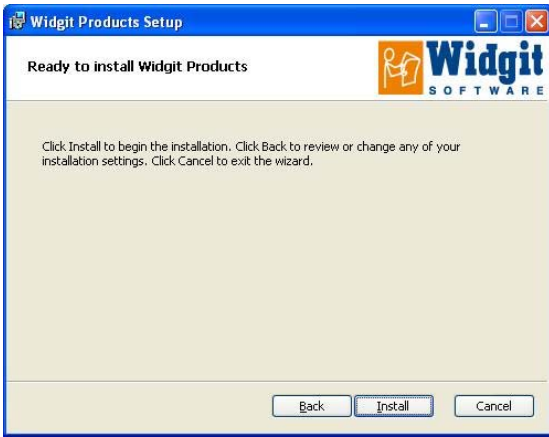 Widgit Products Setup
Ready to install Widgit Products
Widgit
SOFTWARE
Click Install to begin the installation. Click Back to review or change any of your
installation settings. Click Cancel to exit the wizard.
Back Install Cancel